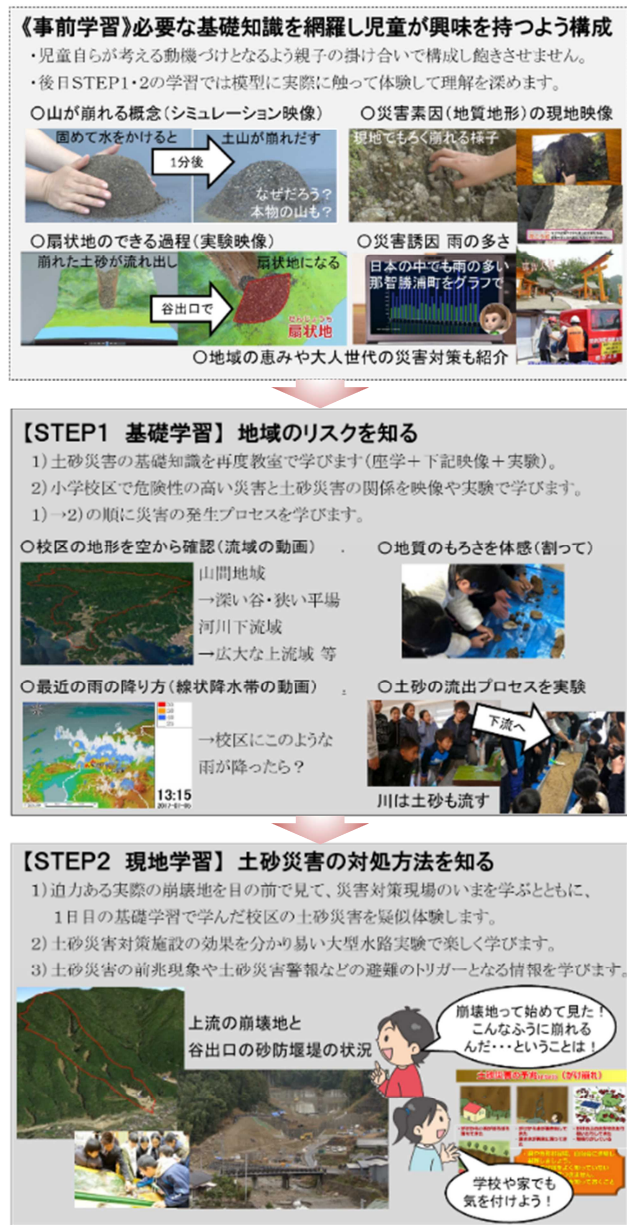 《事前学習》必要な基礎知識を網羅し児童が興味を持つよう構成
・児童自らが考える動機づけとなるよう親子の掛け合いで構成し飽きさせません。
・後日STEP1・2の学習では模型に実際に触って体験して理解を深めます。
○山が崩れる概念(シミュレーション映像)
固めて水をかけると
1分後
土山が崩れだす
なぜだろう?
本物の山も?
○災害素因(地質地形)の現地映像
現地でもろく崩れる様子
○扇状地のできる過程(実験映像)
崩れた土砂が流れ出し
谷出口で
扇状地になる
せんじょうち
扇状地
○災害誘因 雨の多さ
日本の中でも雨の多い
那智勝浦町をグラフで
○地域の恵みや大人世代の災害対策も紹介
【STEP1 基礎学習】地域のリスクを知る
1)土砂災害の基礎知識を再度教室で学びます(座学+下記映像+実験)。
2)小学校区で危険性の高い災害と土砂災害の関係を映像や実験で学びます。
1)→2)の順に災害の発生プロセスを学びます。
○校区の地形を空から確認(流域の動画)
山間地域
→深い谷・狭い平場
河川下流域
→広大な上流域 等
○地質のもろさを体感(割って)
○最近の雨の降り方(線状降水帯の動画)
→校区にこのような
雨が降ったら?
13:15
2017-07-05
○土砂の流出プロセスを実験
下流へ
川は土砂も流す
【STEP2 現地学習】土砂災害の対処方法を知る
1)迫力ある実際の崩壊地を目の前で見て、災害対策現場のいまを学ぶとともに、
1日目の基礎学習で学んだ校区の土砂災害を疑似体験します。
2)土砂災害対策施設の効果を分かり易い大型水路実験で楽しく学びます。
3)土砂災害の前兆現象や土砂災害警報などの避難のトリガーとなる情報を学びます。
上流の崩壊地と
谷出口の砂防堰堤の状況
崩壊地って始めて見た!
こんなふうに崩れる
んだ・・・ということは!
(がけ崩れ)
学校や家でも
気を付けよう!